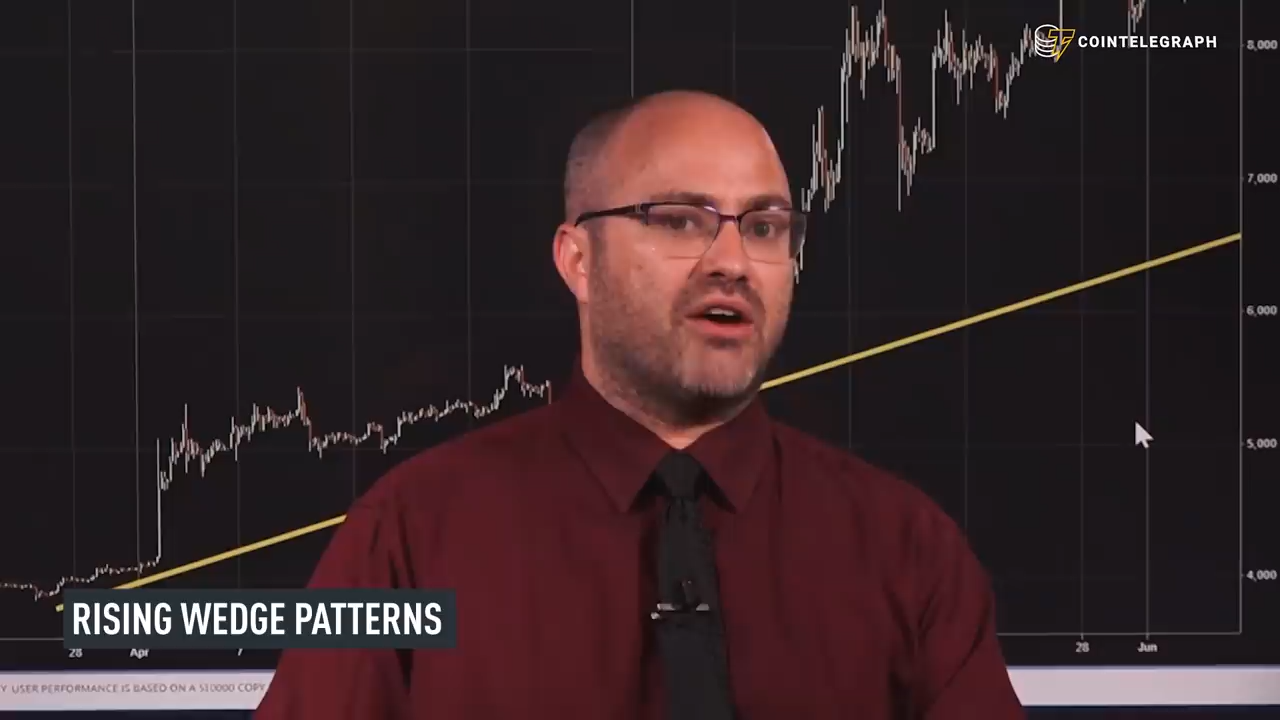 COINTELEGRAPH
8,000
7,000
6,000
5,000
4,000
RISING WEDGE PATTERNS
28
Apr
7
28
Jun
Y USER PERFORMANCE IS BASED ON A $10000 COPY